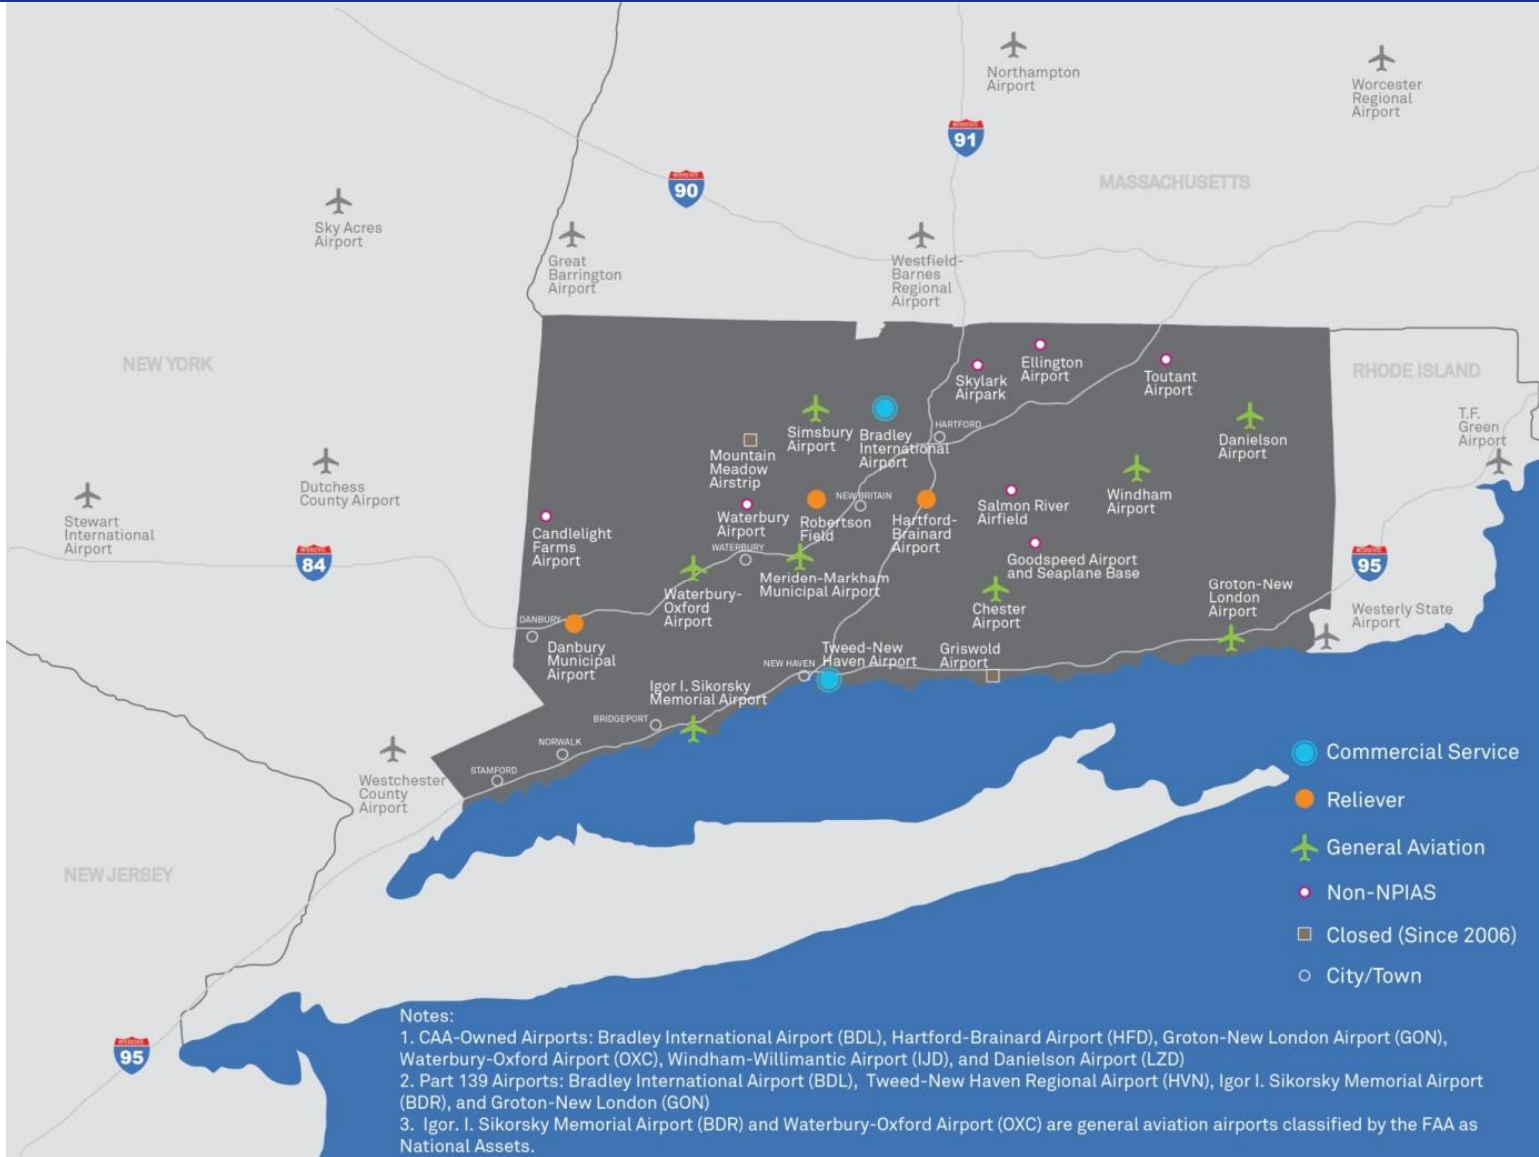 Northampton
Airport
Worcester
Regional
Airport
INTERSTATE
91
INTERSTATE
90
MASSACHUSETTS
Sky Acres
Airport
Great
Barrington
Airport
Westfield-
Barnes
Regional
Airport
NEW YORK
RHODE ISLAND
Skylark
Airpark
Ellington
Airport
Toutant
Airport
T.F.
Green
Airport
Simsbury
Airport
Bradley
International
Airport
HARTFORD
Danielson
Airport
Mountain
Meadow
Airstrip
Dutchess
County Airport
Stewart
International
Airport
Windham
Airport
NEW BRITAIN
Salmon River
Airfield
Candlelight
Farms
Airport
Waterbury
Airport
Robertson
Field
Hartford-
Brainard
Airport
WATERBURY
INTERSTATE
84
INTERSTATE
95
Goodspeed Airport
and Seaplane Base
Meriden-Markham
Municipal Airport
Waterbury-
Oxford
Airport
Groton-New
London
Airport
Chester
Airport
Westerly State
Airport
DANBURY
Danbury
Municipal
Airport
Tweed-New
Haven Airport
Griswold
Airport
NEW HAVEN
Igor I. Sikorsky
Memorial Airport
BRIDGEPORT
NORWALK
STAMFORD
Westchester
County
Airport
NEW JERSEY
Commercial Service
Reliever
General Aviation
Non-NPIAS
Closed (Since 2006)
City/Town
INTERSTATE
95
Notes:
1. CAA-Owned Airports: Bradley International Airport (BDL), Hartford-Brainard Airport (HFD), Groton-New London Airport (GON),
Waterbury-Oxford Airport (OXC), Windham-Willimantic Airport (IJD), and Danielson Airport (LZD)
2. Part 139 Airports: Bradley International Airport (BDL), Tweed-New Haven Regional Airport (HVN), Igor I. Sikorsky Memorial Airport
(BDR), and Groton-New London (GON)
3. Igor. I. Sikorsky Memorial Airport (BDR) and Waterbury-Oxford Airport (OXC) are general aviation airports classified by the FAA as
National Assets.